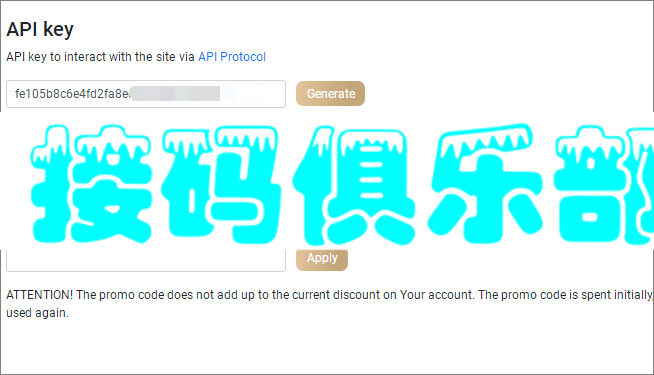 API key
API key to interact with the site via API Protocol
fe105b8c6e4fd2fa8e
Generate
接码俱乐部
Apply
ATTENTION! The promo code does not add up to the current discount on Your account. The promo code is spent initially,
used again.